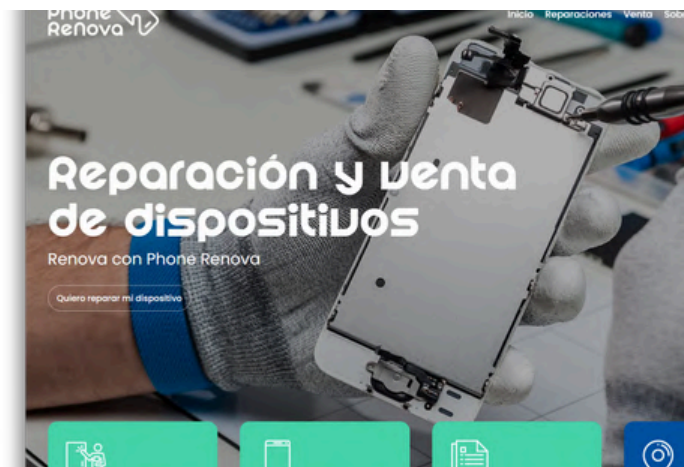 Phone
Renova
Inicio Reparaciones Venta
Reparación y venta
de dispositivos
Renova con Phone Renova
Quiero reparar mi dispositivo